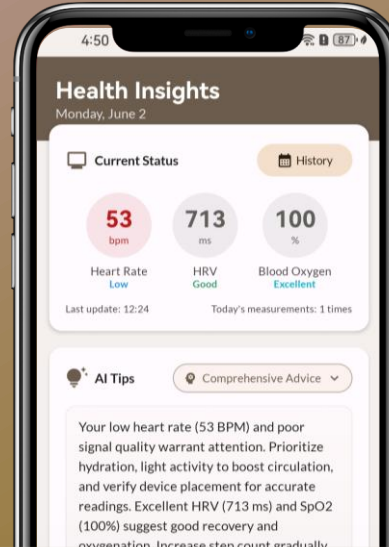 4:50
87
Health Insights
Monday, June 2
Current Status
History
53
bpm
713
ms
100
%
Heart Rate
HRV
Blood Oxygen
Low
Good
Excellent
Last update: 12:24
Today's measurements: 1 times
AI Tips
Comprehensive Advice
Your low heart rate (53 BPM) and poor
signal quality warrant attention. Prioritize
hydration, light activity to boost circulation,
and verify device placement for accurate
readings. Excellent HRV (713 ms) and SpO2
(100%) suggest good recovery and
oxygenation. Increase step count gradually